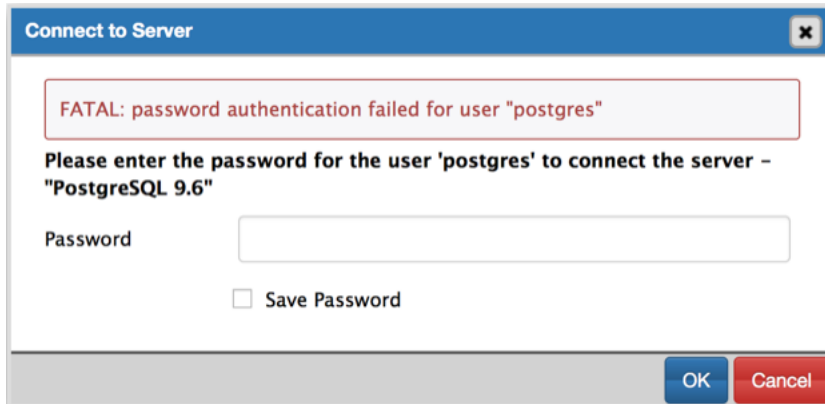 Connect to Server
FATAL: password authentication failed for user "postgres"
Please enter the password for the user 'postgres' to connect the server –
"PostgreSQL 9.6"
Password
Save Password
OK
Cancel